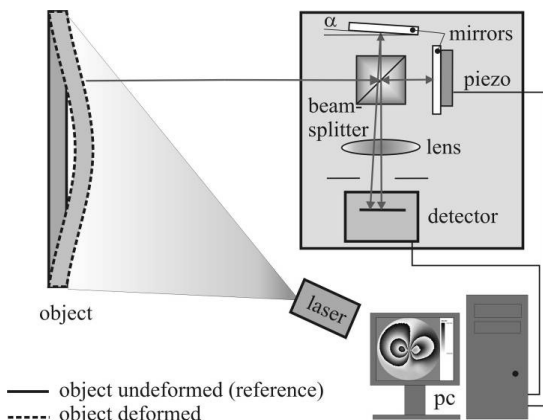 α
mirrors
piezo
beam-
splitter
lens
detector
laser
object
pc
object undeformed (reference)
object deformed